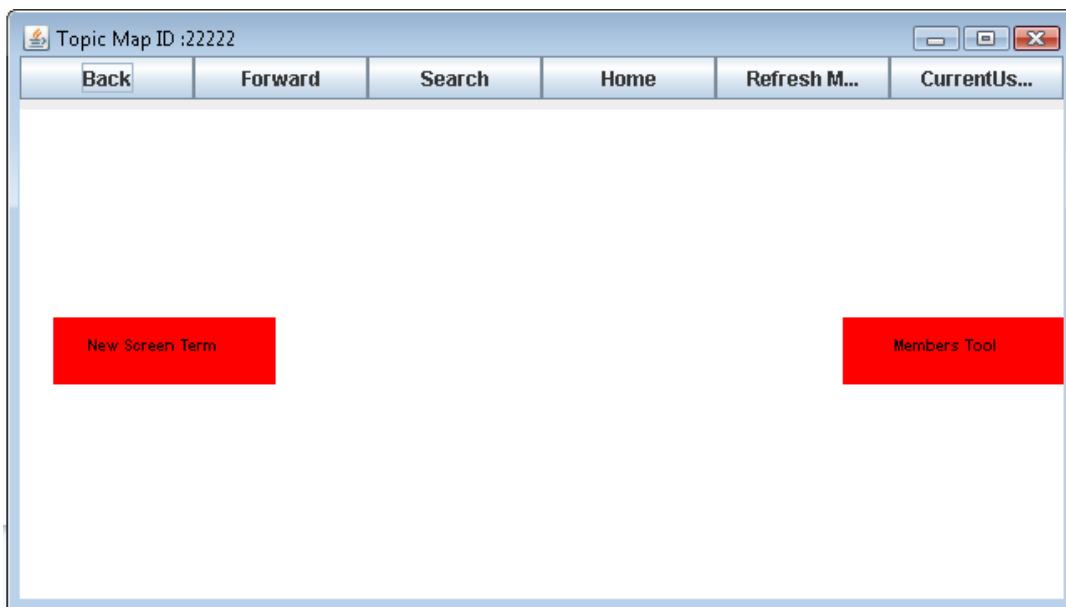 Topic Map ID :22222
Back Forward Search Home Refresh M... CurrentUs...
New Screen Term Members Tool